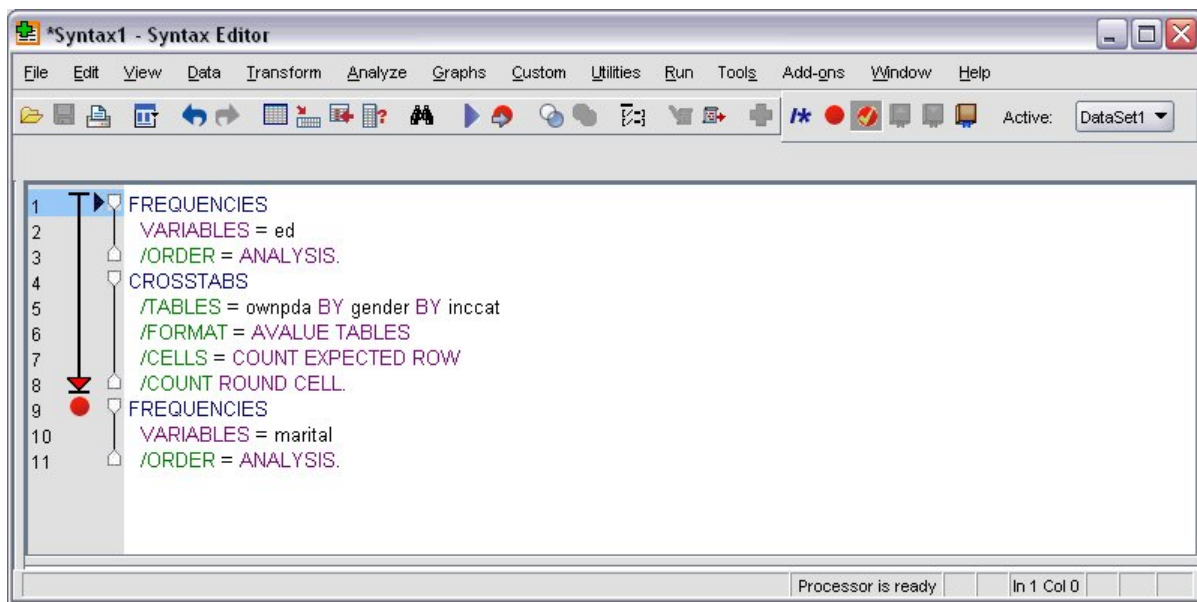 *Syntax1 - Syntax Editor
File Edit View Data Transform Analyze Graphs Custom Utilities Run Tools Add-ons Window Help
Active: DataSet1
1 FREQUENCIES
2 VARIABLES = ed
3 /ORDER = ANALYSIS.
4 CROSSTABS
5 /TABLES = ownpda BY gender BY inccat
6 /FORMAT = AVALUE TABLES
7 /CELLS = COUNT EXPECTED ROW
8 /COUNT ROUND CELL.
9 FREQUENCIES
10 VARIABLES = marital
11 /ORDER = ANALYSIS.
Processor is ready In 1 Col 0